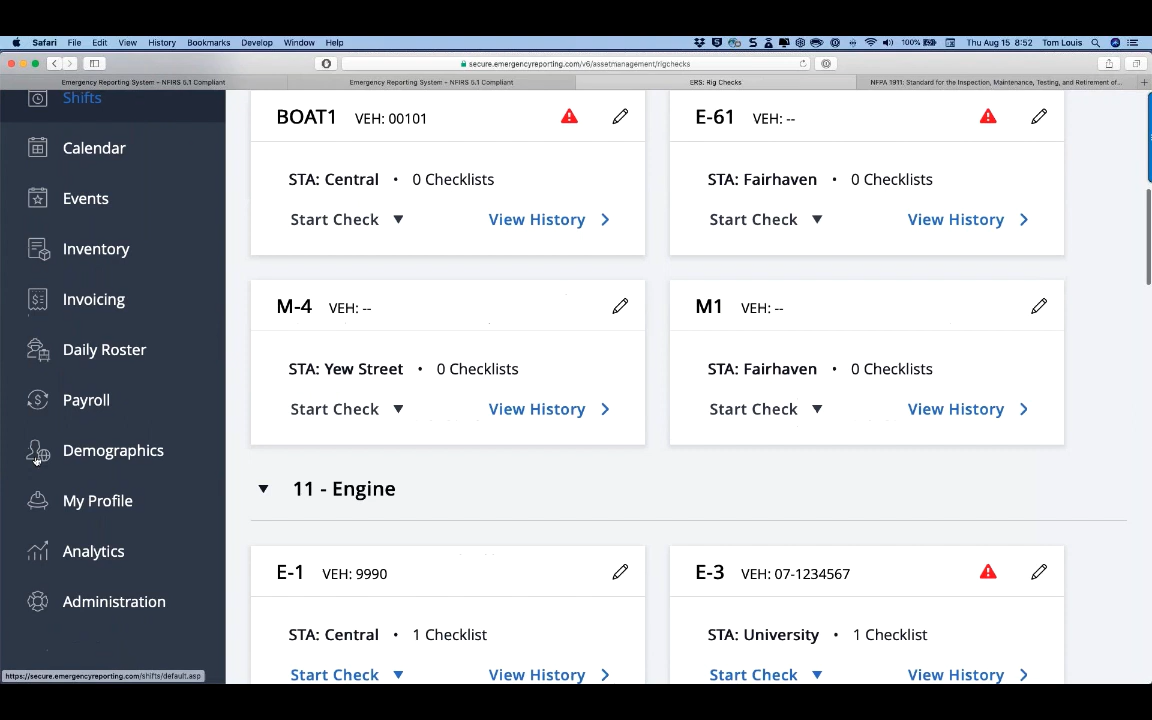 Safari File Edit View History Bookmarks Develop Window Help 100% Thu Aug 15 8:52 Tom Louis
secure.emergencyreporting.com/v6/assetmanagement/rigchecks
Emergency Reporting System - NFIRS 5.1 Compliant Emergency Reporting System - NFIRS 5.1 Compliant ERS: Rig Checks NFPA 1911: Standard for the Inspection, Maintenance, Testing, and Retirement of...
Shifts
Calendar
Events
Inventory
Invoicing
Daily Roster
Payroll
Demographics
My Profile
Analytics
Administration
https://secure.emergencyreporting.com/shifts/default.asp
BOAT1 VEH: 00101
STA: Central • 0 Checklists
Start Check View History
E-61 VEH: --
STA: Fairhaven • 0 Checklists
Start Check View History
M-4 VEH: --
STA: Yew Street • 0 Checklists
Start Check View History
M1 VEH: --
STA: Fairhaven • 0 Checklists
Start Check View History
11 - Engine
E-1 VEH: 9990
STA: Central • 1 Checklist
Start Check View History
E-3 VEH: 07-1234567
STA: University • 1 Checklist
Start Check View History